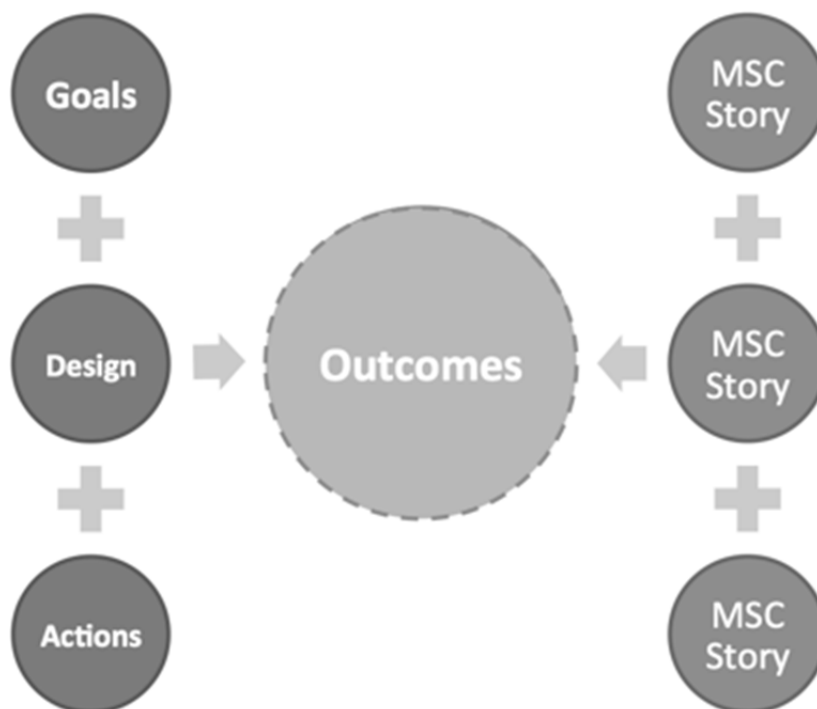 Goals
MSC
Story
Design
Outcomes
MSC
Story
Actions
MSC
Story